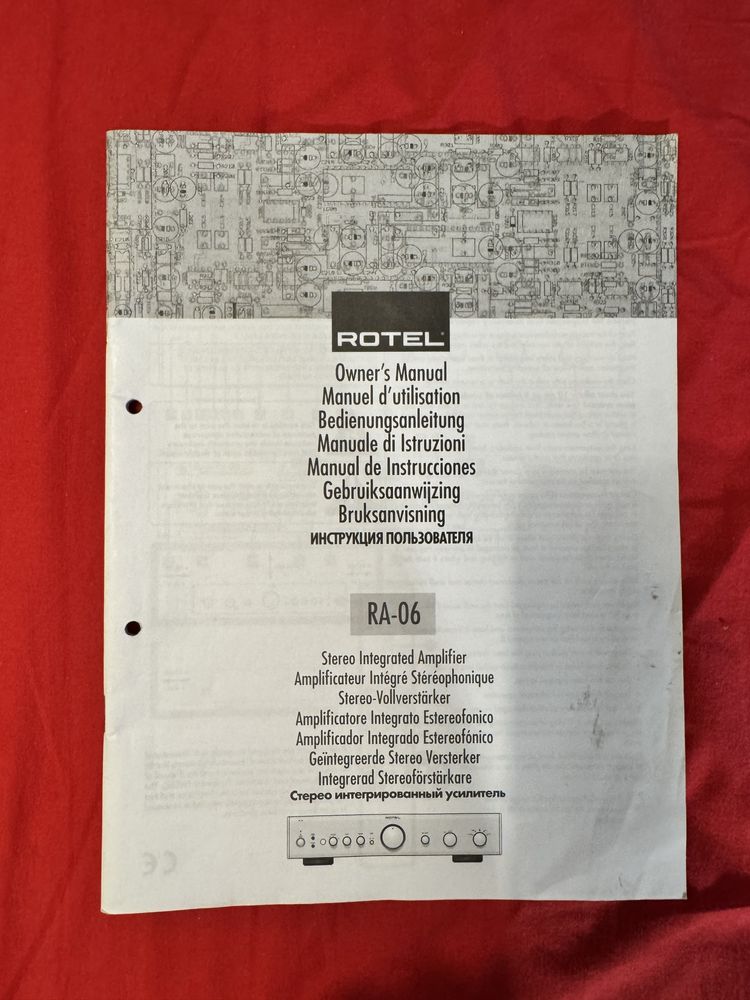 ROTEL
Owner's Manual
Manuel d'utilisation
Bedienungsanleitung
Manuale di Istruzioni
Manual de Instrucciones
Gebruiksaanwijzing
Bruksanvisning
ИНСТРУКЦИЯ ПОЛЬЗОВАТЕЛЯ
RA-06
Stereo Integrated Amplifier
Amplificateur Intégré Stéréophonique
Stereo-Vollverstärker
Amplificatore Integrato Estereofonico
Amplificador Integrado Estereofónico
Geïntegreerde Stereo Versterker
Integrerad Stereoförstärkare
Стерео интегрированный усилитель
ROTEL